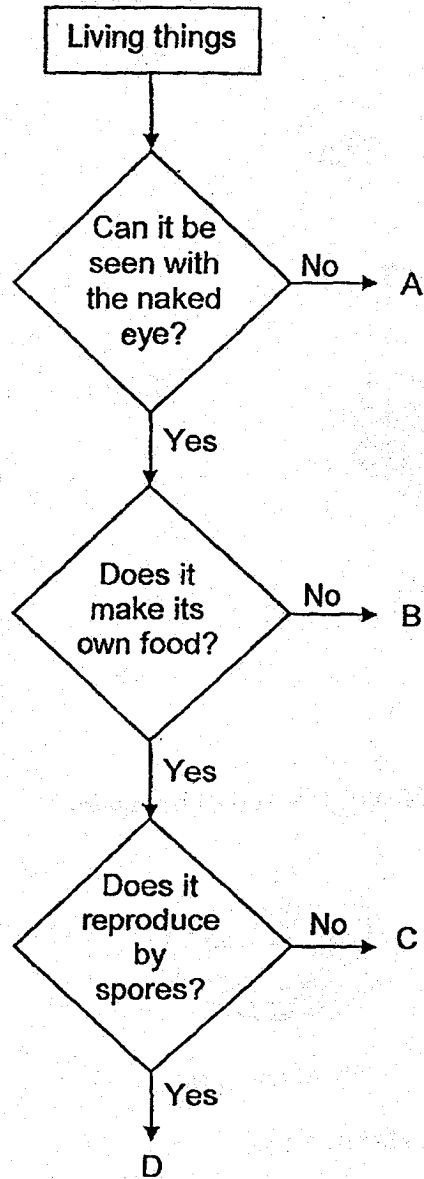 Living things
Can it be
seen with
the naked
eye?
No
A
Yes
Does it
make its
own food?
No
B
Yes
Does it
reproduce
by
spores?
No
C
Yes
D